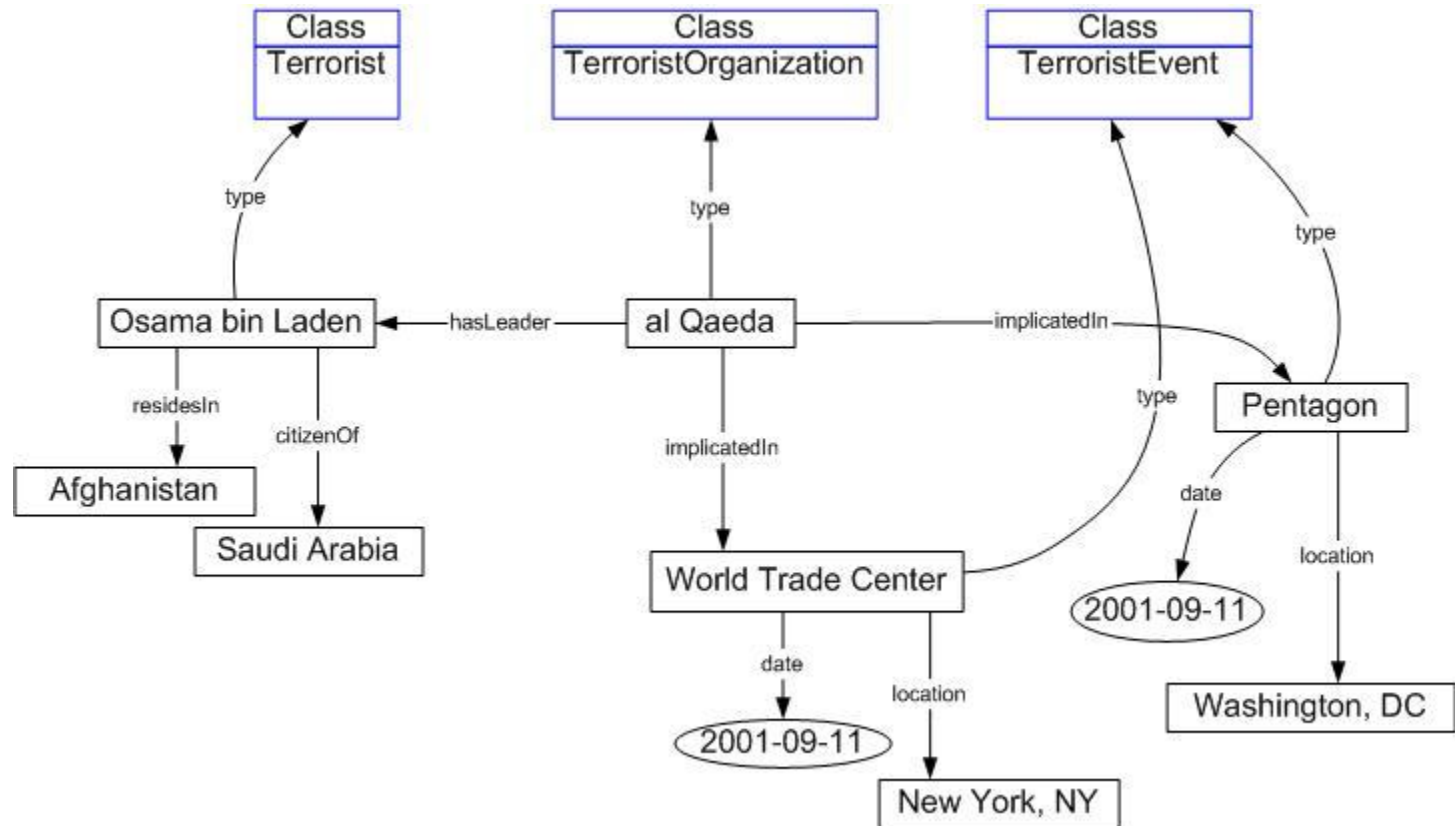 Class
Terrorist
Class
TerroristOrganization
Class
TerroristEvent
type
type
type
Osama bin Laden
hasLeader
al Qaeda
implicatedIn
Pentagon
type
residesIn
citizenOf
implicatedIn
Afghanistan
Saudi Arabia
date
location
World Trade Center
2001-09-11
date
location
Washington, DC
2001-09-11
New York, NY